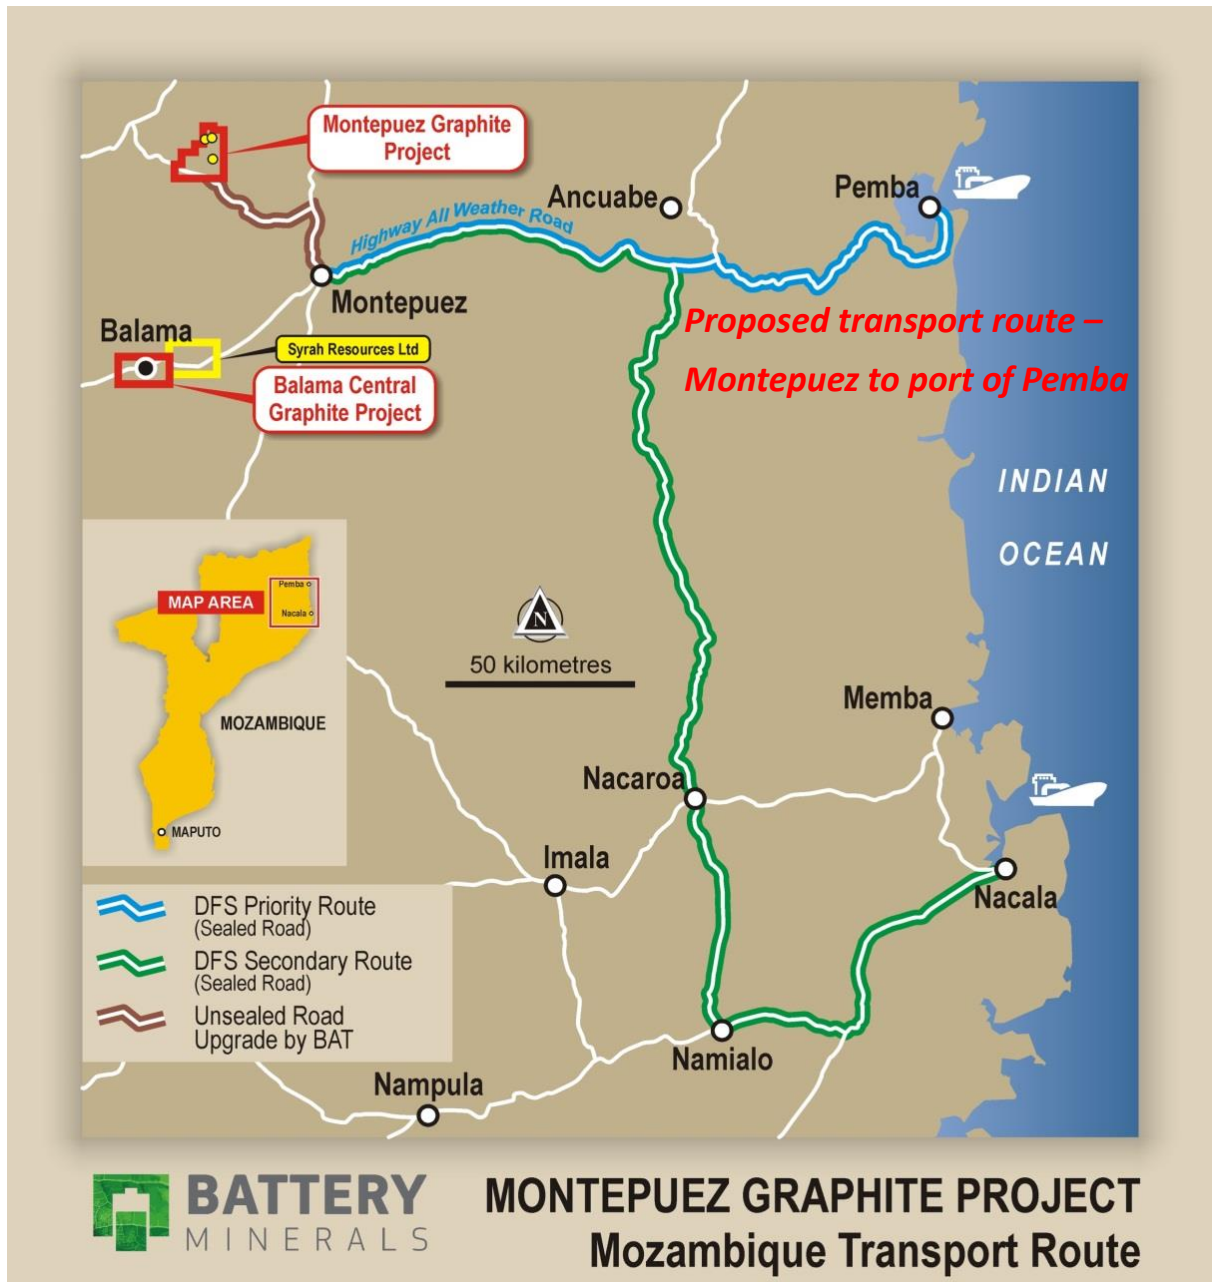 Montepuez Graphite
Project
Ancuabe
Pemba
Highway All Weather Road
Montepuez
Balama
Syrah Resources Ltd
Balama Central
Graphite Project
Proposed transport route –
Montepuez to port of Pemba
INDIAN
OCEAN
Pemba
Nacala
MAP AREA
MOZAMBIQUE
MAPUTO
N
50 kilometres
Memba
Nacaroa
Imala
Nacala
Namialo
Nampula
DFS Priority Route
(Sealed Road)
DFS Secondary Route
(Sealed Road)
Unsealed Road
Upgrade by BAT
BATTERY
MINERALS
MONTEPUEZ GRAPHITE PROJECT
Mozambique Transport Route